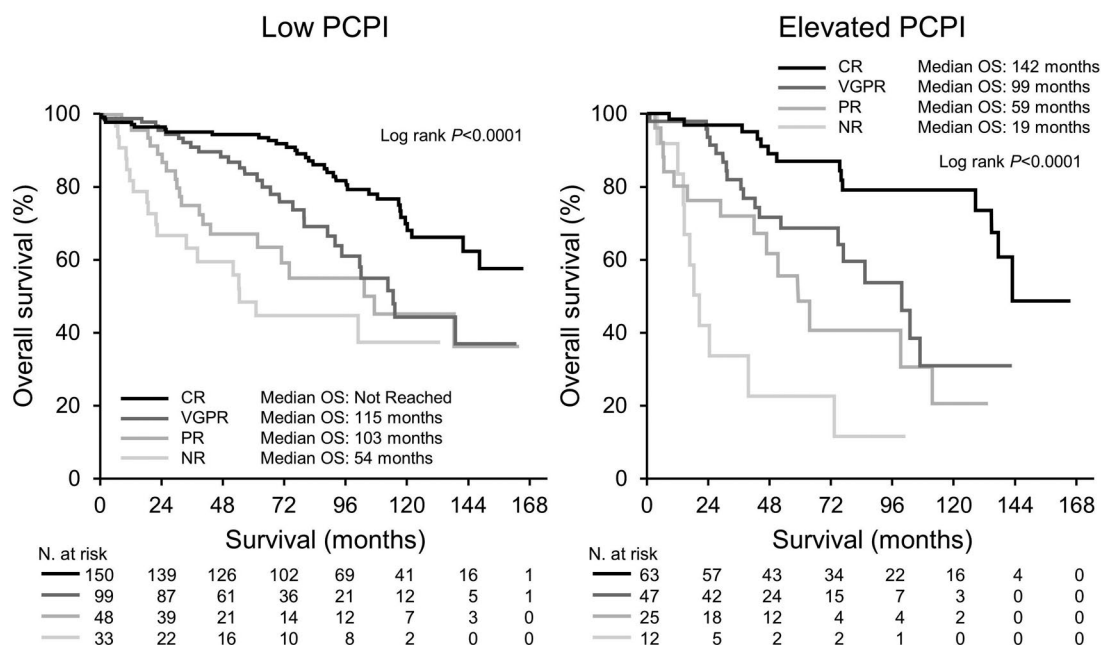 Low PCPI
100
80
60
40
20
0
Overall survival (%)
Log rank P<0.0001
CR Median OS: Not Reached
VGPR Median OS: 115 months
PR Median OS: 103 months
NR Median OS: 54 months
0 24 48 72 96 120 144 168
Survival (months)
N. at risk
150 139 126 102 69 41 16 1
99 87 61 36 21 12 5 1
48 39 21 14 12 7 3 0
33 22 16 10 8 2 0 0
Elevated PCPI
CR Median OS: 142 months
VGPR Median OS: 99 months
PR Median OS: 59 months
NR Median OS: 19 months
100
80
60
40
20
0
Overall survival (%)
Log rank P<0.0001
0 24 48 72 96 120 144 168
Survival (months)
N. at risk
63 57 43 34 22 16 4 0
47 42 24 15 7 3 0 0
25 18 12 4 4 2 0 0
12 5 2 2 1 0 0 0